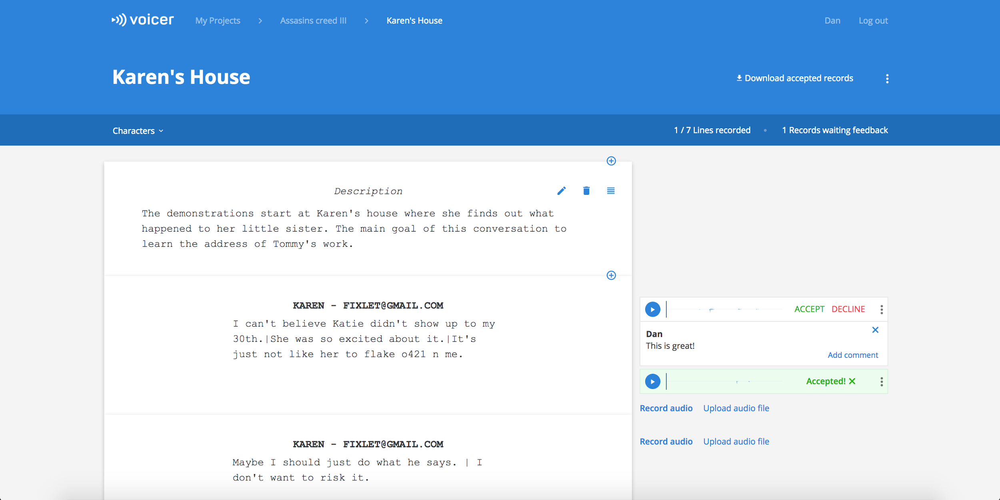 voicer My Projects Assasins creed III Karen's House Dan Log out
Karen's House
Download accepted records
Characters
1 / 7 Lines recorded • 1 Records waiting feedback
Description
The demonstrations start at Karen's house where she finds out what
happened to her little sister. The main goal of this conversation to
learn the address of Tommy's work.
KAREN - FIXLET@GMAIL.COM
I can't believe Katie didn't show up to my
30th.|She was so excited about it.|It's
just not like her to flake o421 n me.
ACCEPT DECLINE
Dan
This is great!
Add comment
Accepted!
Record audio Upload audio file
Record audio Upload audio file
KAREN - FIXLET@GMAIL.COM
Maybe I should just do what he says. | I
don't want to risk it.